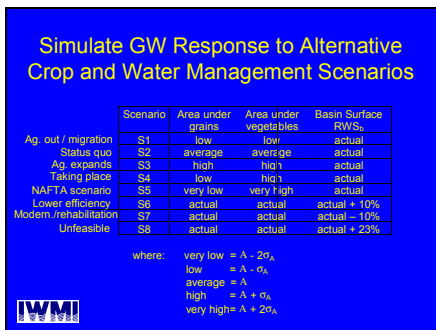 Simulate GW Response to Alternative
Crop and Water Management Scenarios
Scenario Area under grains Area under vegetables Basin Surface RWSb
Ag. out / migration S1 low low actual
Status quo S2 average average actual
Ag. expands S3 high high actual
Taking place S4 low high actual
NAFTA scenario S5 very low very high actual
Lower efficiency S6 actual actual actual + 10%
Modern./rehabilitation S7 actual actual actual – 10%
Unfeasible S8 actual actual actual + 23%
where: very low = A - 2σA
low = A - σA
average = A
high = A + σA
very high= A + 2σA
IWMI